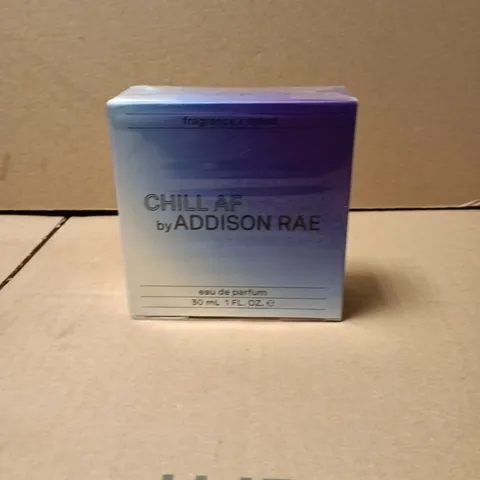 fragrance + mood
CHILL AF
by ADDISON RAE
eau de parfum
30 mL 1 FL. OZ. ℮